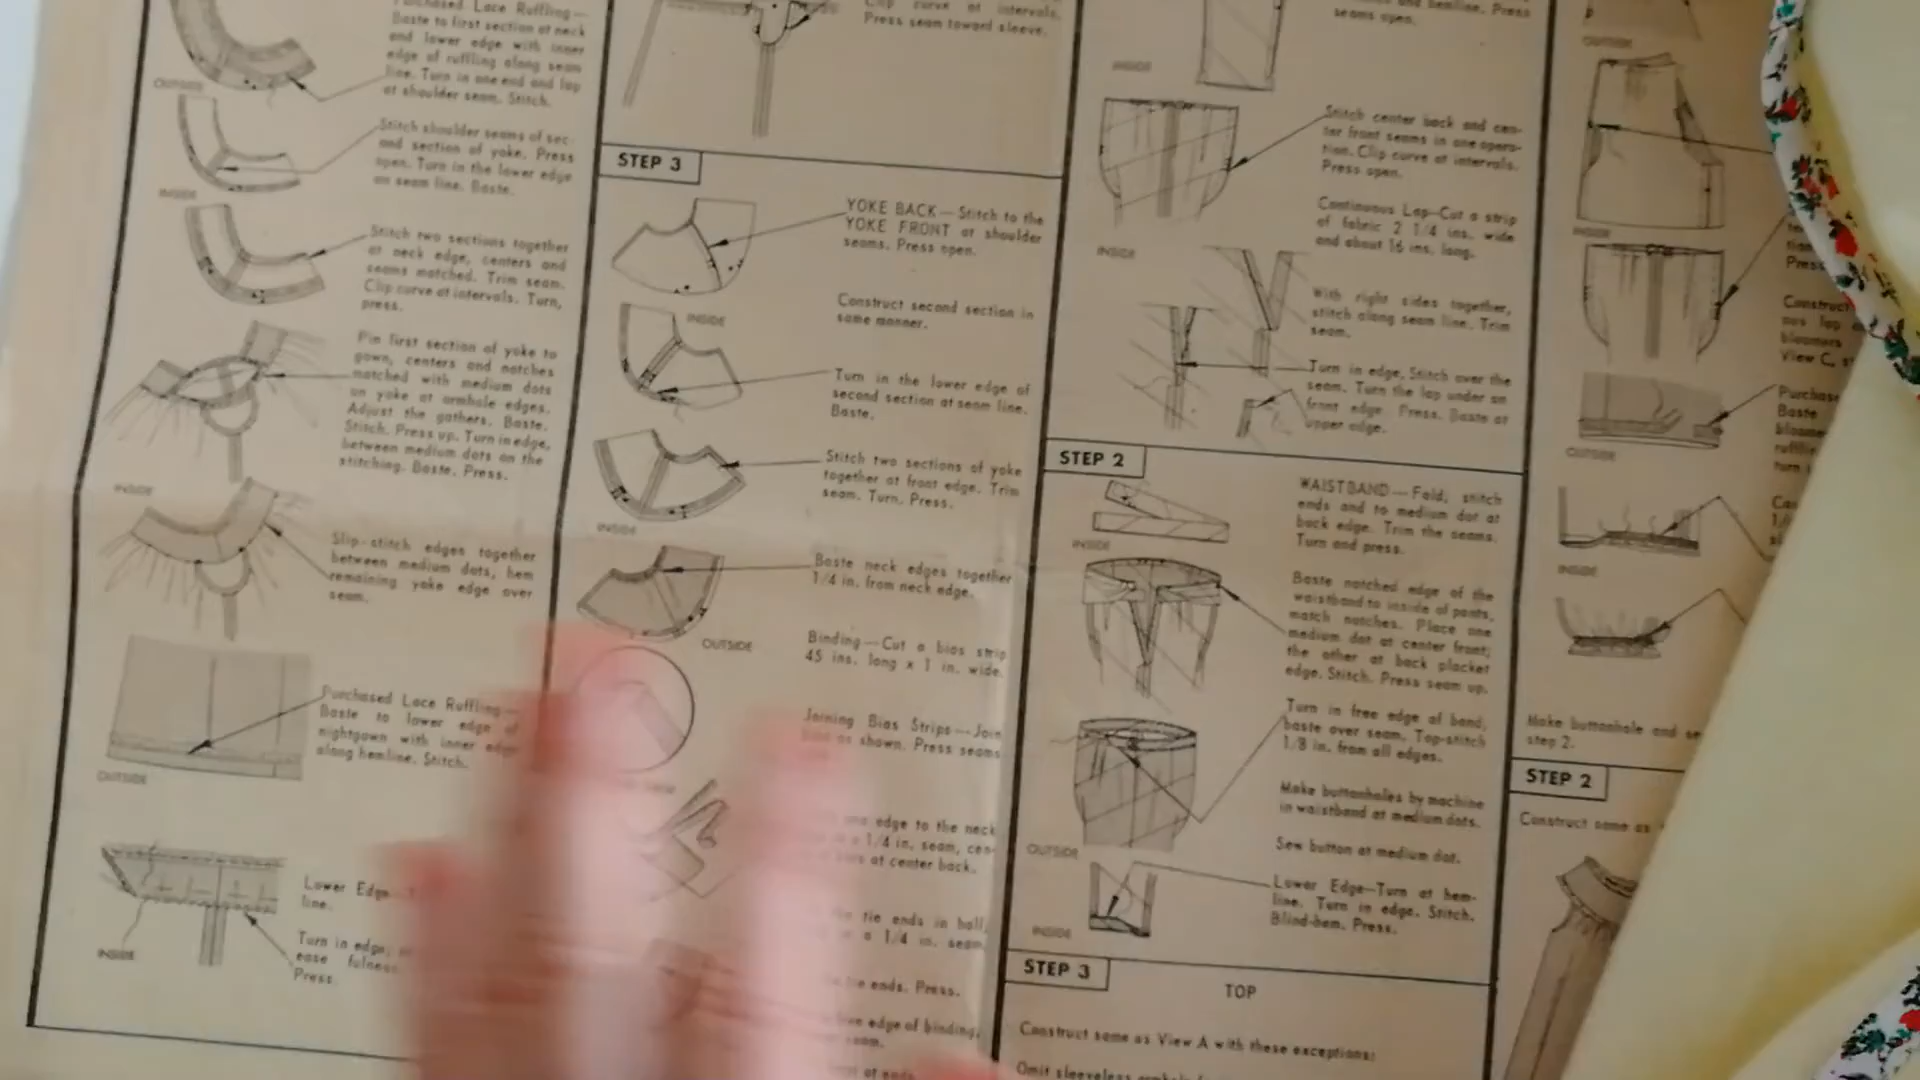 Purchased Lace Ruffling—
Baste to first section at neck
and lower edge with inner
edge of ruffling along seam
line. Turn in one end and lap
at shoulder seam. Stitch.
OUTSIDE
Stitch shoulder seams of sec-
ond section of yoke. Press
open. Turn in the lower edge
on seam line. Baste.
INSIDE
Stitch two sections together
at neck edge, centers and
seams matched. Trim seam.
Clip curve at intervals. Turn,
press.
Pin first section of yoke to
gown, centers and notches
matched with medium dots
on yoke at armhole edges.
Adjust the gathers. Baste.
Stitch. Press up. Turn in edge,
between medium dots on the
stitching. Baste. Press.
INSIDE
Slip-stitch edges together
between medium dots, hem
remaining yoke edge over
seam.
Purchased Lace Ruffling—
Baste to lower edge of
nightgown with inner edge
along hemline. Stitch.
OUTSIDE
Lower Edge
line.
Turn in edge,
ease fulness
Press.
INSIDE
Clip curve at intervals.
Press seam toward sleeve.
STEP 3
YOKE BACK—Stitch to the
YOKE FRONT at shoulder
seams. Press open.
INSIDE
Construct second section in
same manner.
Turn in the lower edge of
second section at seam line.
Baste.
Stitch two sections of yoke
together at front edge. Trim
seam. Turn. Press.
INSIDE
Baste neck edges together
1/4 in. from neck edge.
OUTSIDE
Binding—Cut a bias strip
45 ins. long x 1 in. wide.
Joining Bias Strips—Join
as shown. Press seams
edge to the neck
1/4 in. seam, cen-
at center back.
tie ends in half,
a 1/4 in. seam
tie ends. Press.
edge of binding,
seam.
at ends
and hemline. Press
seams open.
INSIDE
Stitch center back and cen-
ter front seams in one opera-
tion. Clip curve at intervals.
Press open.
INSIDE
Continuous Lap—Cut a strip
of fabric 2 1/4 ins. wide
and about 16 ins. long.
With right sides together,
stitch along seam line. Trim
seam.
Turn in edge. Stitch over the
seam. Turn the lap under on
front edge. Press. Baste at
upper edge.
STEP 2
WAISTBAND—Fold, stitch
ends and to medium dot at
back edge. Trim the seams.
Turn and press.
INSIDE
Baste notched edge of the
waistband to inside of pants,
match notches. Place one
medium dot at center front;
the other at back placket
edge. Stitch. Press seam up.
Turn in free edge of band,
baste over seam. Top-stitch
1/8 in. from all edges.
Make buttonholes by machine
in waistband at medium dots.
OUTSIDE
Sew button at medium dot.
Lower Edge—Turn at hem-
line. Turn in edge. Stitch.
Blind-hem. Press.
INSIDE
STEP 3
TOP
Construct same as View A with these exceptions:
Omit sleeveless
OUTSIDE
INSIDE
Press
Construct
ous lap
bloomers
View C,
Purchase
Baste
OUTSIDE
INSIDE
Make buttonhole and
step 2.
STEP 2
Construct same as